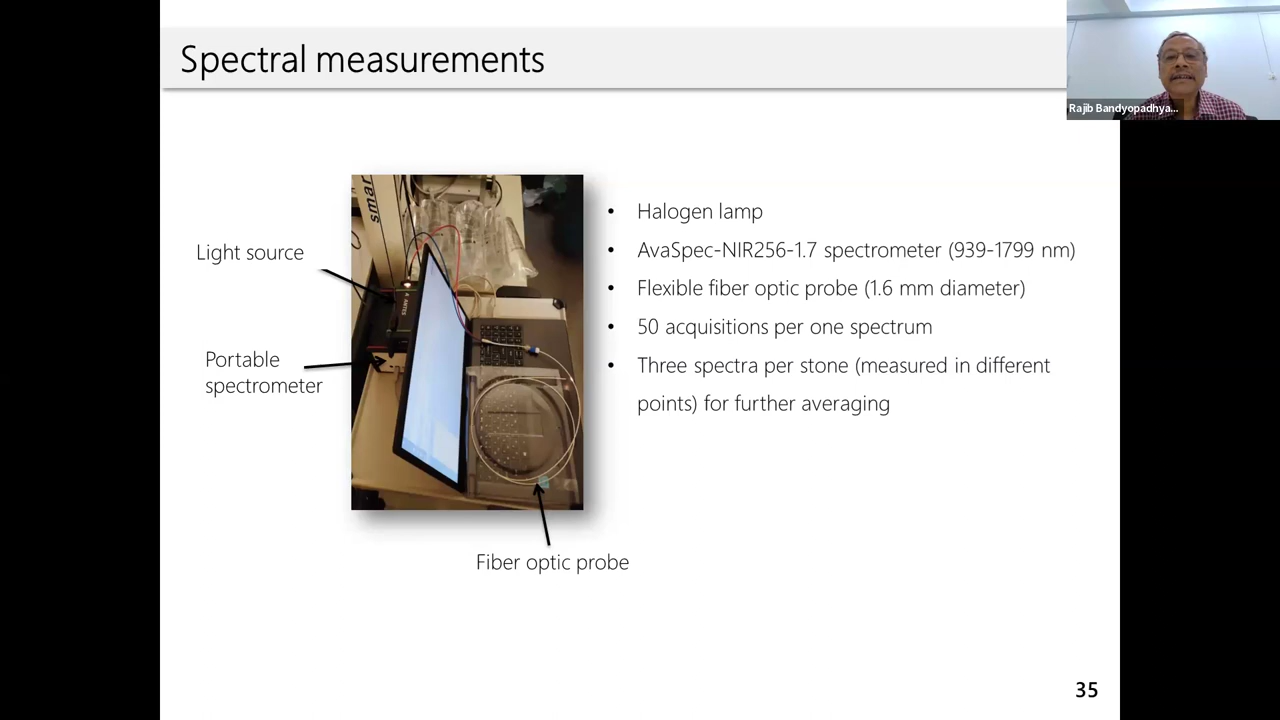 Spectral measurements
Rajib Bandyopadhya...
smar
Light source
Portable
spectrometer
Fiber optic probe
• Halogen lamp
• AvaSpec-NIR256-1.7 spectrometer (939-1799 nm)
• Flexible fiber optic probe (1.6 mm diameter)
• 50 acquisitions per one spectrum
• Three spectra per stone (measured in different
points) for further averaging
35